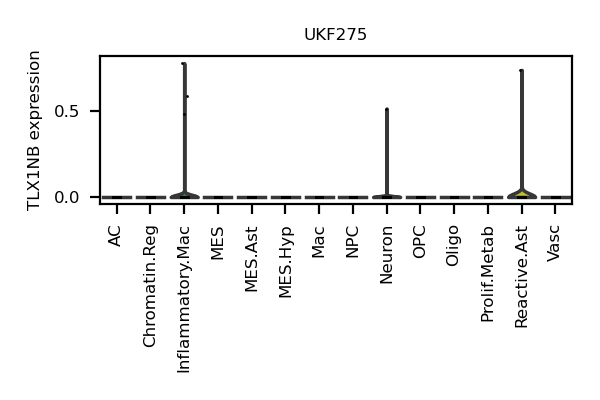 UKF275
TLX1NB expression
0.5
0.0
AC
Chromatin.Reg
Inflammatory.Mac
MES
MES.Ast
MES.Hyp
Mac
NPC
Neuron
OPC
Oligo
Prolif.Metab
Reactive.Ast
Vasc